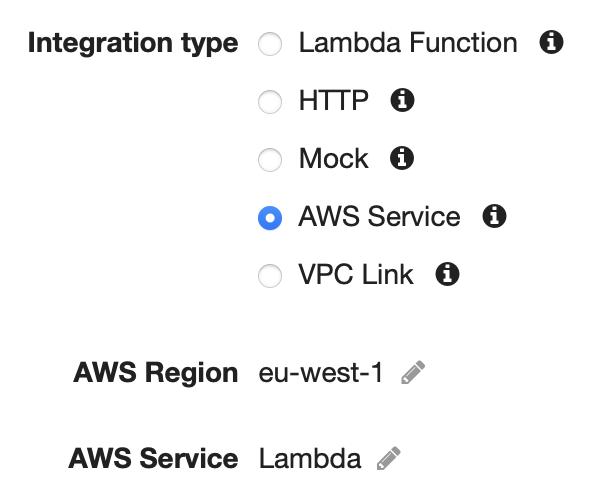 Integration type Lambda Function
HTTP
Mock
AWS Service
VPC Link
AWS Region eu-west-1
AWS Service Lambda